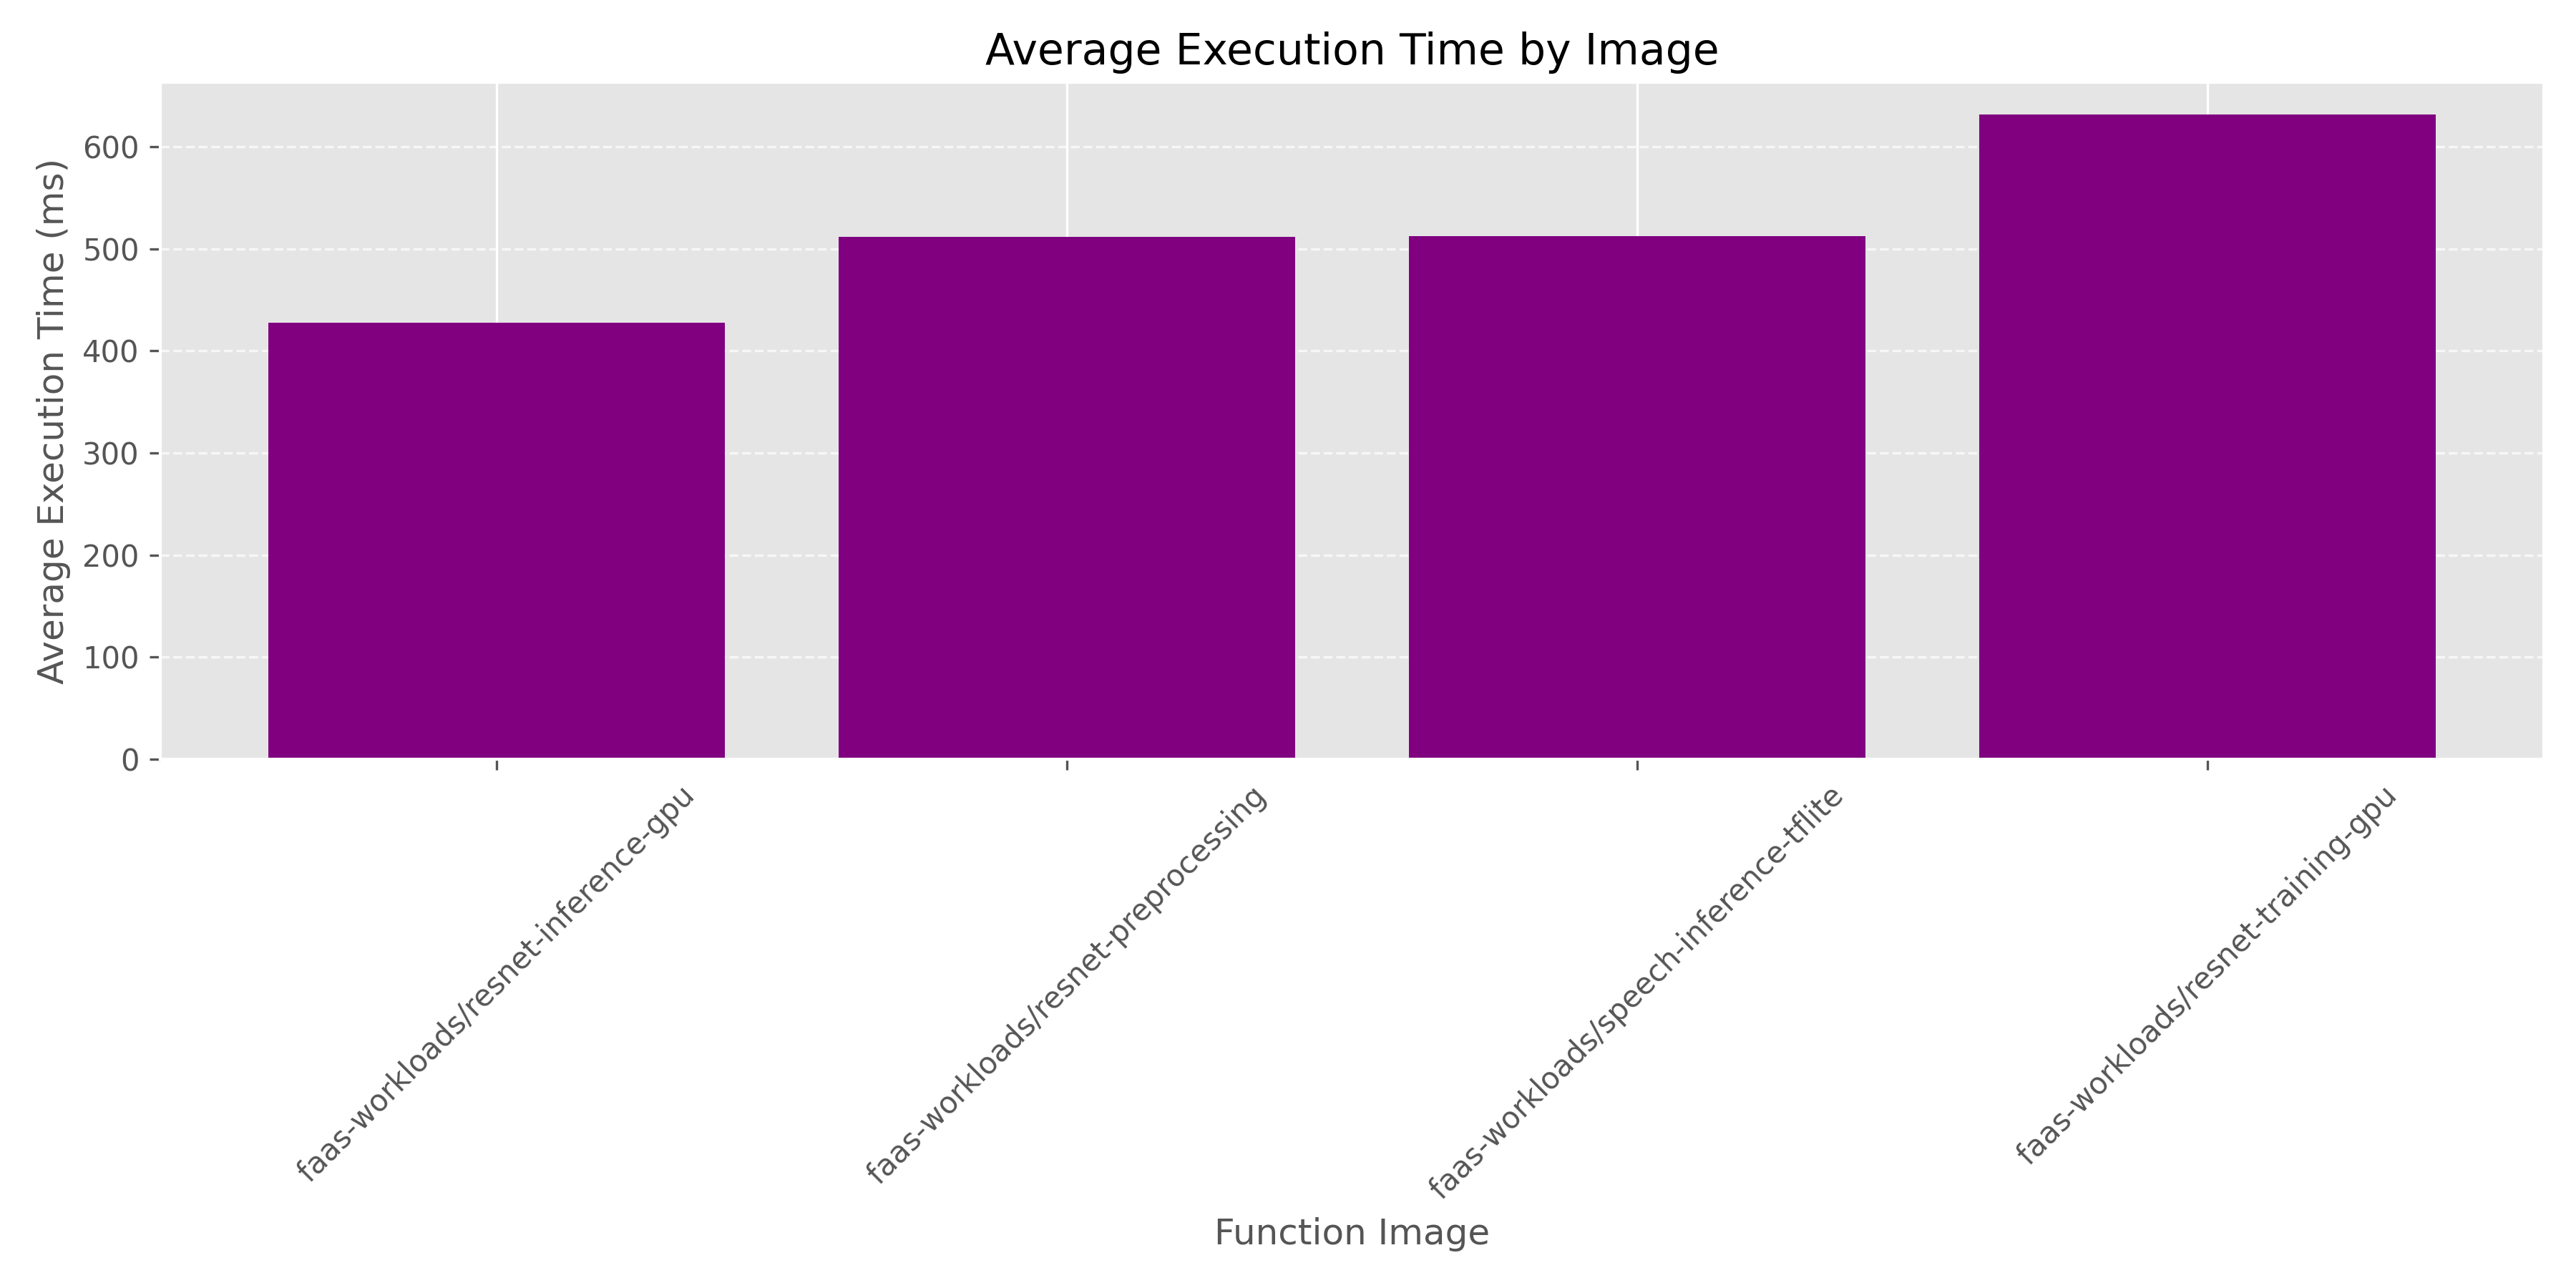 Average Execution Time by Image
Average Execution Time (ms)
600
500
400
300
200
100
0
faas-workloads/resnet-inference-gpu
faas-workloads/resnet-preprocessing
faas-workloads/speech-inference-tflite
faas-workloads/resnet-training-gpu
Function Image